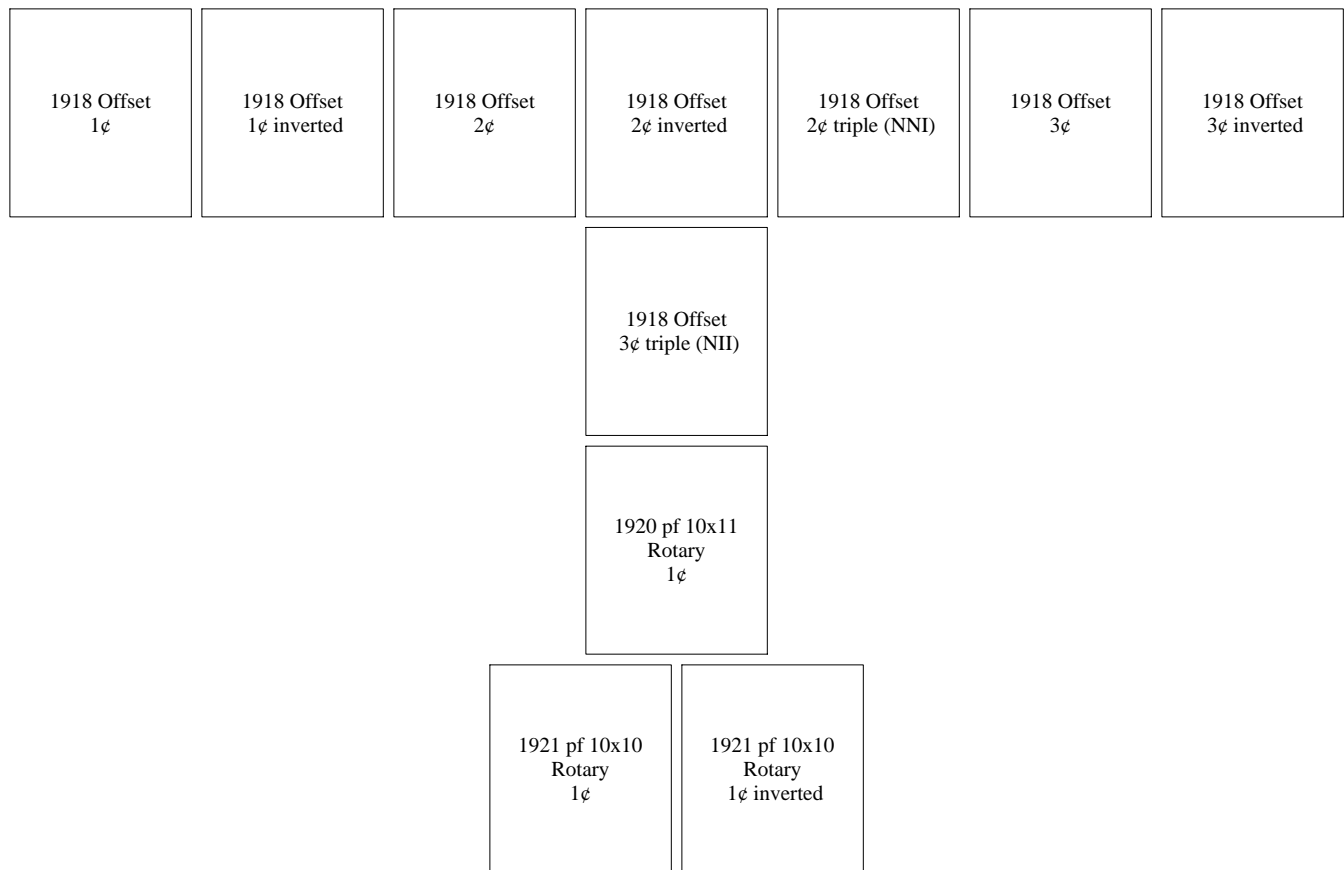 1918 Offset
1¢
1918 Offset
1¢ inverted
1918 Offset
2¢
1918 Offset
2¢ inverted
1918 Offset
2¢ triple (NNI)
1918 Offset
3¢
1918 Offset
3¢ inverted
1918 Offset
3¢ triple (NII)
1920 pf 10x11
Rotary
1¢
1921 pf 10x10
Rotary
1¢
1921 pf 10x10
Rotary
1¢ inverted